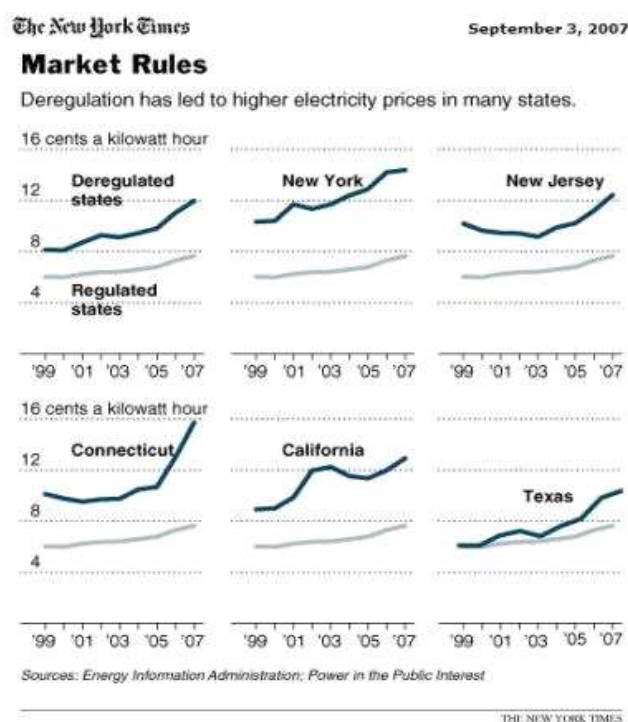 The New York Times
September 3, 2007
Market Rules
Deregulation has led to higher electricity prices in many states.
16 cents a kilowatt hour
12
8
4
Deregulated
states
Regulated
states
New York
New Jersey
'99 '01 '03 '05 '07
'99 '01 '03 '05 '07
'99 '01 '03 '05 '07
16 cents a kilowatt hour
12
8
4
Connecticut
California
Texas
'99 '01 '03 '05 '07
'99 '01 '03 '05 '07
'99 '01 '03 '05 '07
Sources: Energy Information Administration; Power in the Public Interest
THE NEW YORK TIMES